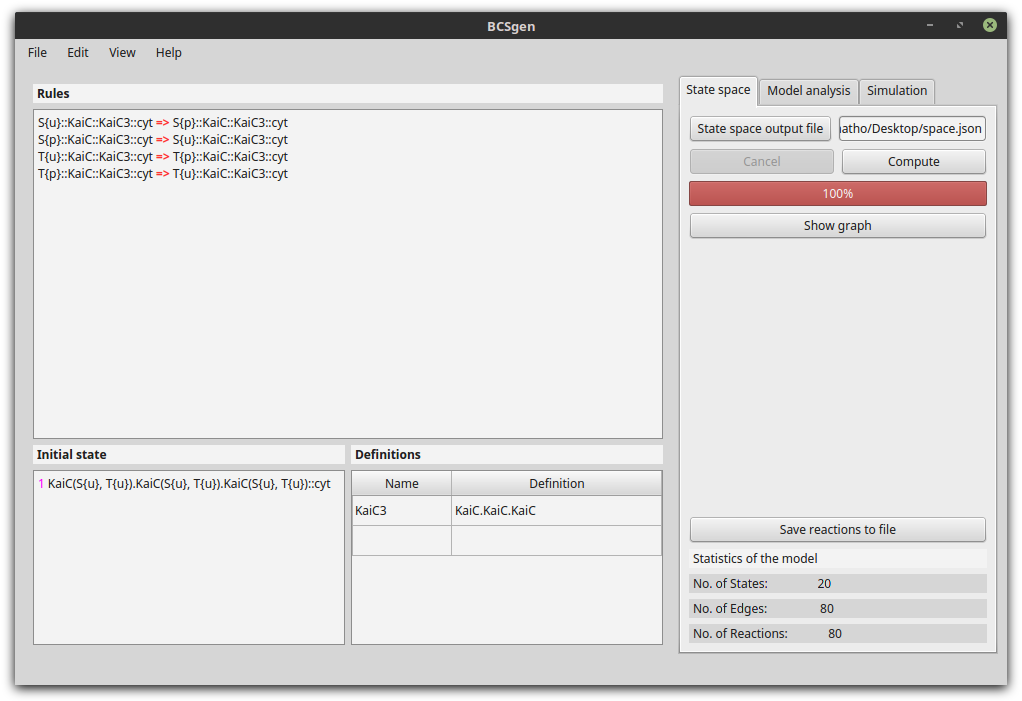 BCSgen
File Edit View Help
Rules
S{u}::KaiC::KaiC3::cyt => S{p}::KaiC::KaiC3::cyt
S{p}::KaiC::KaiC3::cyt => S{u}::KaiC::KaiC3::cyt
T{u}::KaiC::KaiC3::cyt => T{p}::KaiC::KaiC3::cyt
T{p}::KaiC::KaiC3::cyt => T{u}::KaiC::KaiC3::cyt
Initial state
1 KaiC(S{u}, T{u}).KaiC(S{u}, T{u}).KaiC(S{u}, T{u})::cyt
Definitions
Name Definition
KaiC3 KaiC.KaiC.KaiC
State space Model analysis Simulation
State space output file atho/Desktop/space.json
Cancel Compute
100%
Show graph
Save reactions to file
Statistics of the model
No. of States: 20
No. of Edges: 80
No. of Reactions: 80